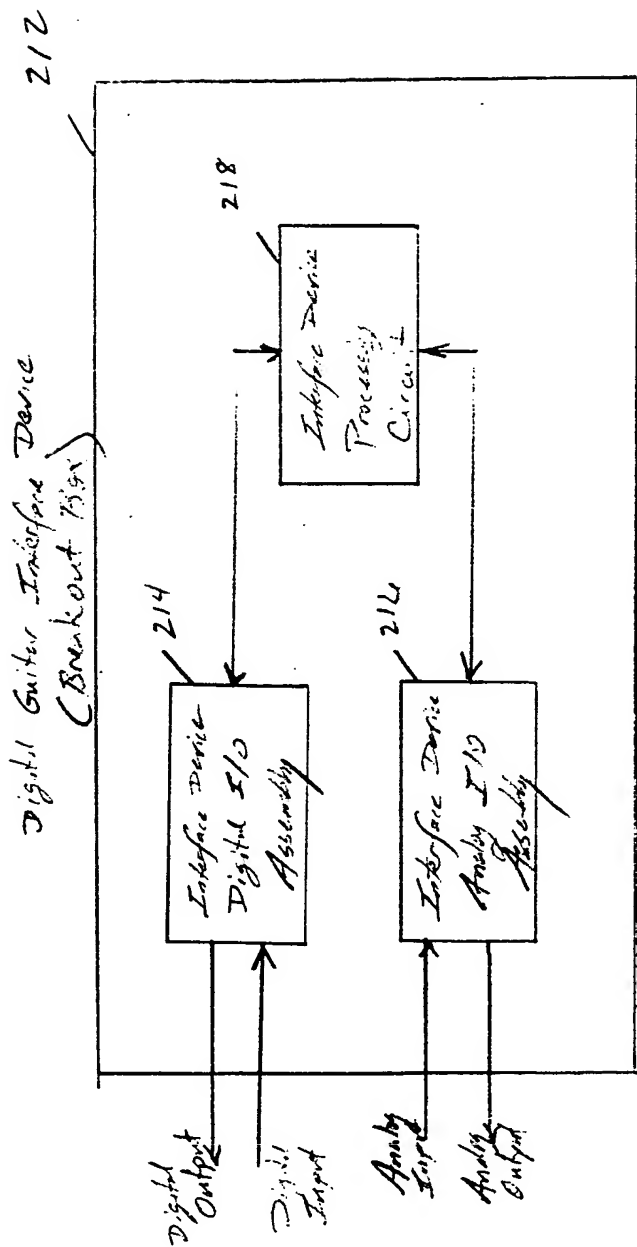 Digital Guitar Interface Device
(Breakout Box)
212
214
Interface Device
Digital I/O
Assembly
218
Interface Device
Processing
Circuit
216
Interface Device
Analog I/O
Assembly
Digital
Output
Digital
Input
Analog
Input
Analog
Output